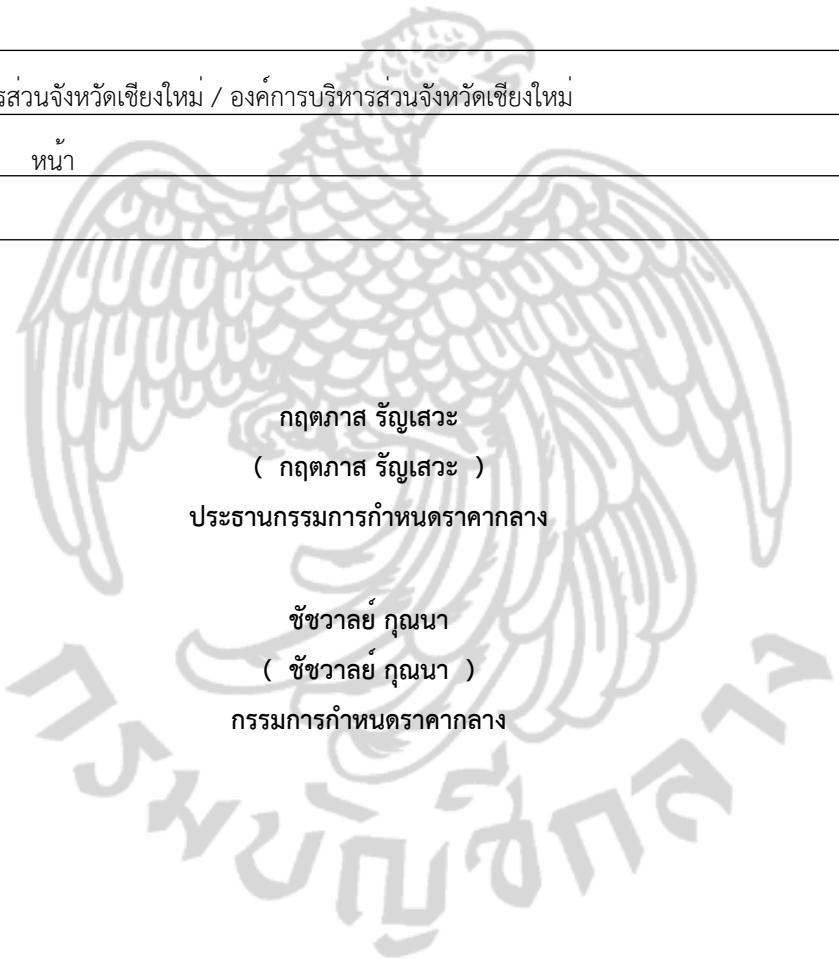 รส่วนจังหวัดเชียงใหม่ / องค์การบริหารส่วนจังหวัดเชียงใหม่
หน้า
กฤตภาส รัญเสวะ
( กฤตภาส รัญเสวะ )
ประธานกรรมการกำหนดราคากลาง
ชัชวาลย์ กุณนา
( ชัชวาลย์ กุณนา )
กรรมการกำหนดราคากลาง
กรมบัญชีกลาง